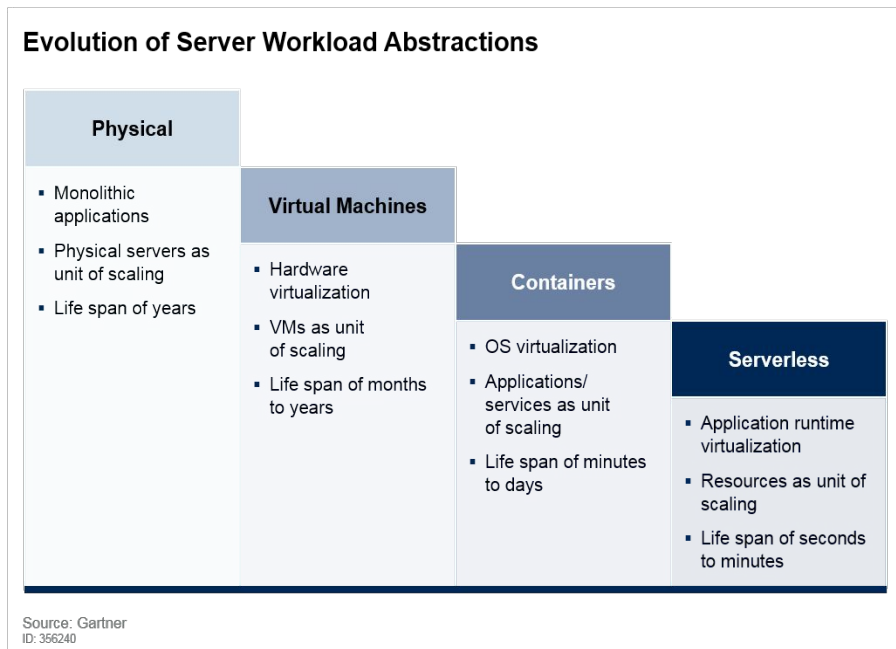 Evolution of Server Workload Abstractions
Physical
▪ Monolithic
applications
▪ Physical servers as
unit of scaling
▪ Life span of years
Virtual Machines
▪ Hardware
virtualization
▪ VMs as unit
of scaling
▪ Life span of months
to years
Containers
▪ OS virtualization
▪ Applications/
services as unit
of scaling
▪ Life span of minutes
to days
Serverless
▪ Application runtime
virtualization
▪ Resources as unit of
scaling
▪ Life span of seconds
to minutes
Source: Gartner
ID: 356240